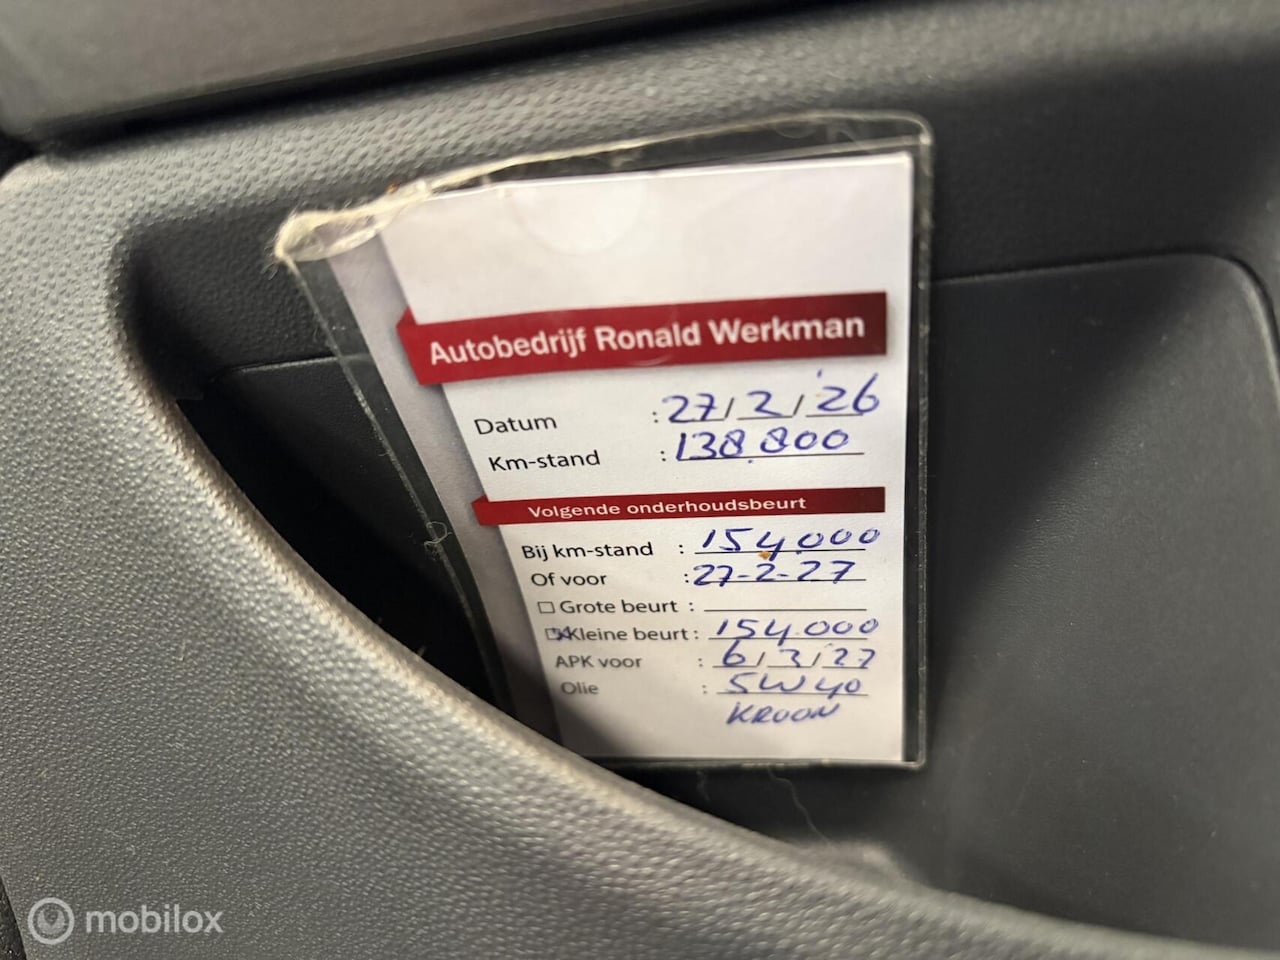 Autobedrijf Ronald Werkman
Datum : 27/2/'26
Km-stand : 138.800
Volgende onderhoudsbeurt
Bij km-stand : 154.000
Of voor : 27-2-27
Grote beurt :
Kleine beurt : 154.000
APK voor : 6/3/27
Olie : 5W40
KROON
mobilox